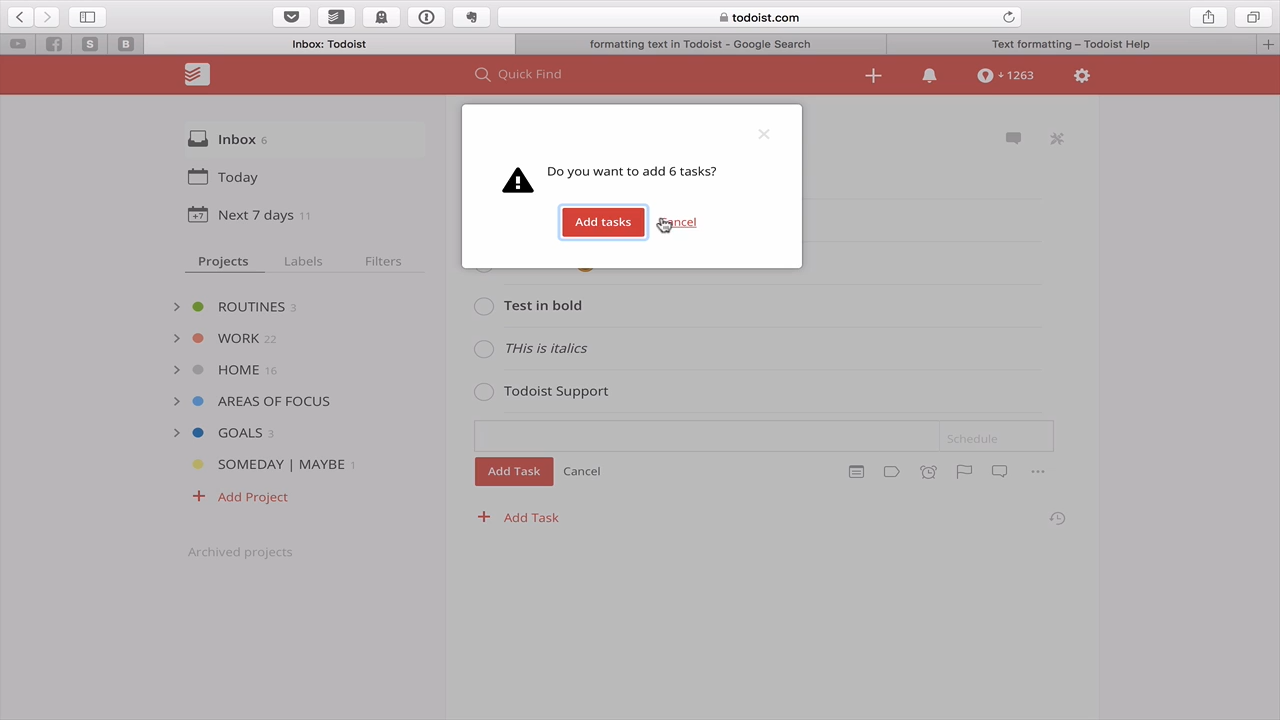 todoist.com
S
B
Inbox: Todoist
formatting text in Todoist - Google Search
Text formatting – Todoist Help
Quick Find
1263
Inbox 6
Today
+7 Next 7 days 11
Projects Labels Filters
ROUTINES 3
WORK 22
HOME 16
AREAS OF FOCUS
GOALS 3
SOMEDAY | MAYBE 1
+ Add Project
Archived projects
Do you want to add 6 tasks?
Add tasks Cancel
Test in bold
THis is italics
Todoist Support
Schedule
Add Task Cancel
+ Add Task